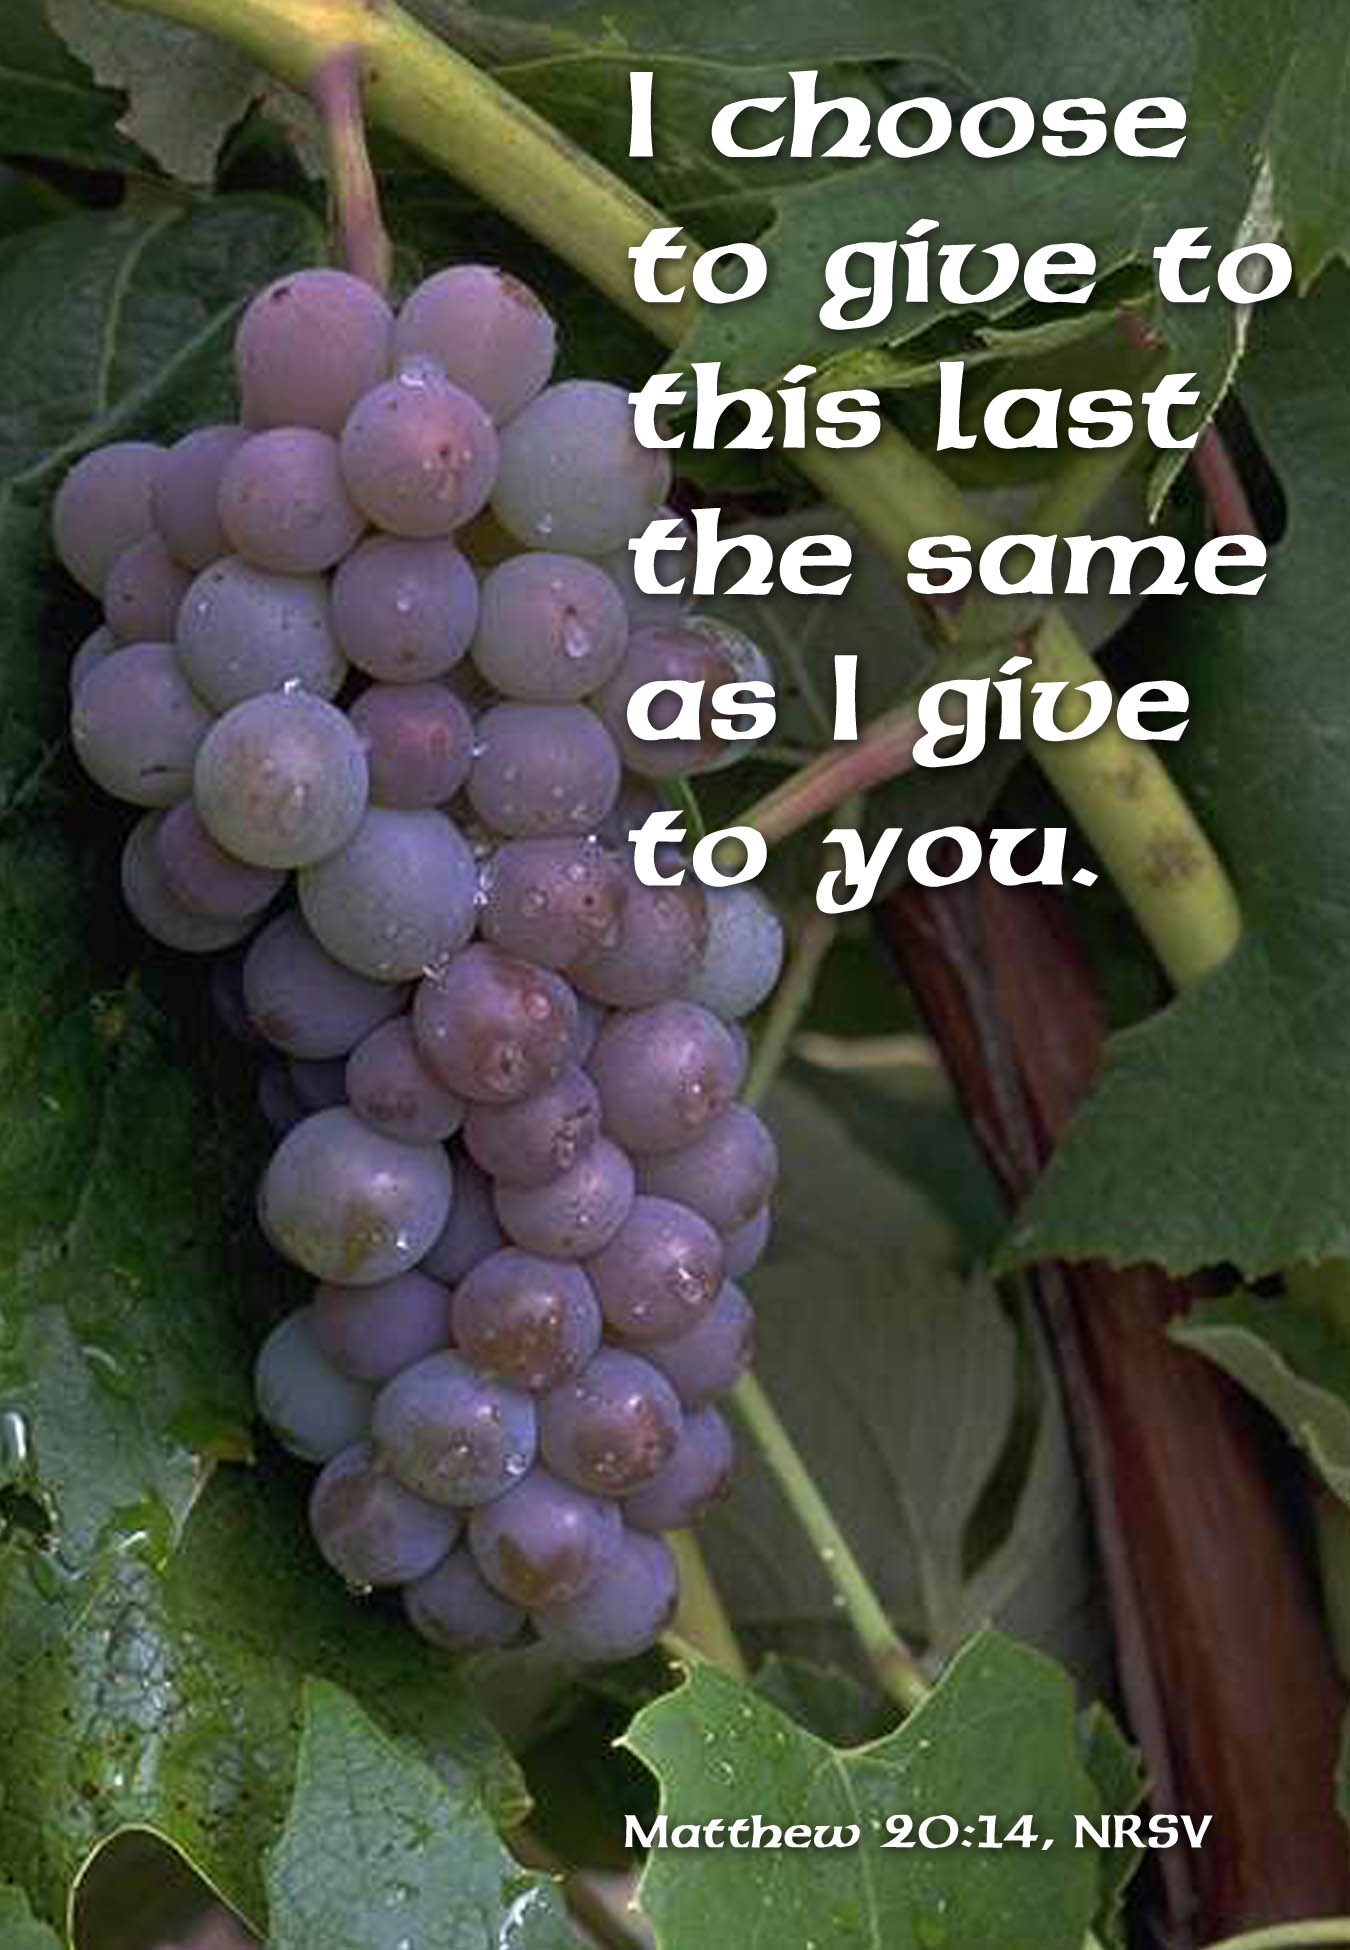 I choose
to give to
this last
the same
as I give
to you.
Matthew 20:14, NRSV